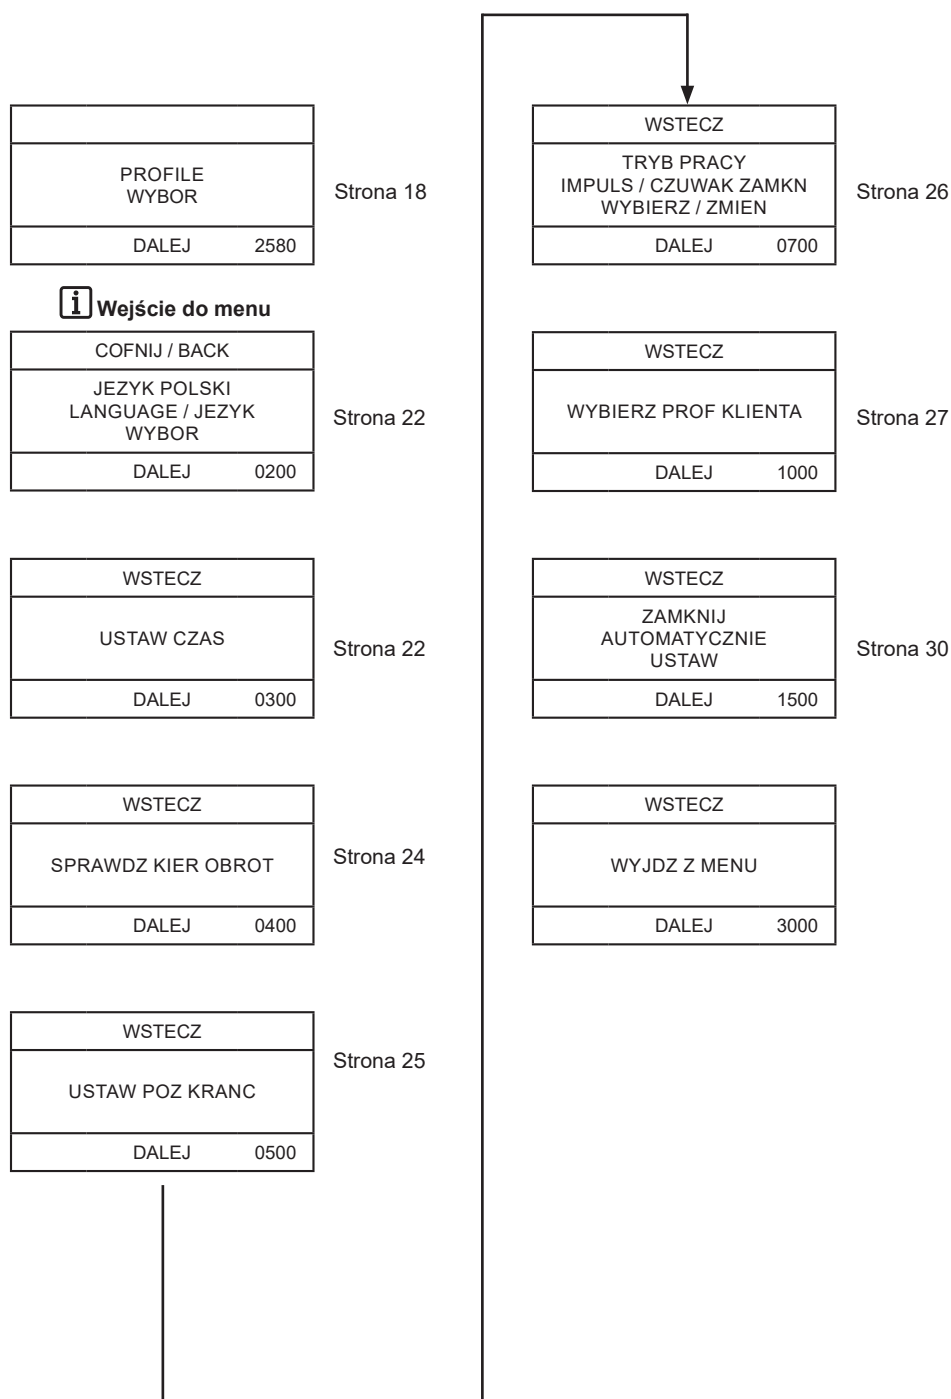 PROFILE
WYBOR
DALEJ 2580
Strona 18
i Wejście do menu
COFNIJ / BACK
JEZYK POLSKI
LANGUAGE / JEZYK
WYBOR
DALEJ 0200
Strona 22
WSTECZ
USTAW CZAS
DALEJ 0300
Strona 22
WSTECZ
SPRAWDZ KIER OBROT
DALEJ 0400
Strona 24
WSTECZ
USTAW POZ KRANC
DALEJ 0500
Strona 25
WSTECZ
TRYB PRACY
IMPULS / CZUWAK ZAMKN
WYBIERZ / ZMIEN
DALEJ 0700
Strona 26
WSTECZ
WYBIERZ PROF KLIENTA
DALEJ 1000
Strona 27
WSTECZ
ZAMKNIJ
AUTOMATYCZNIE
USTAW
DALEJ 1500
Strona 30
WSTECZ
WYJDZ Z MENU
DALEJ 3000